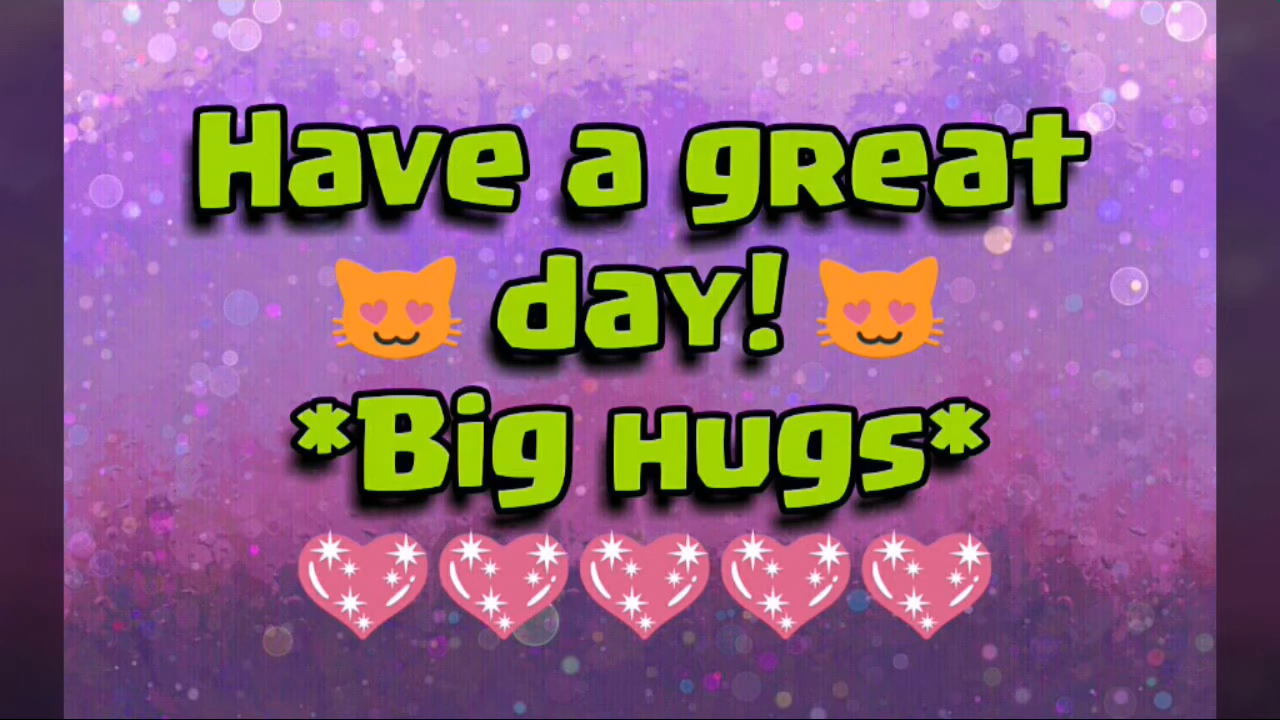 Have a great
😻 day! 😻
*Big Hugs*
💖💖💖💖💖